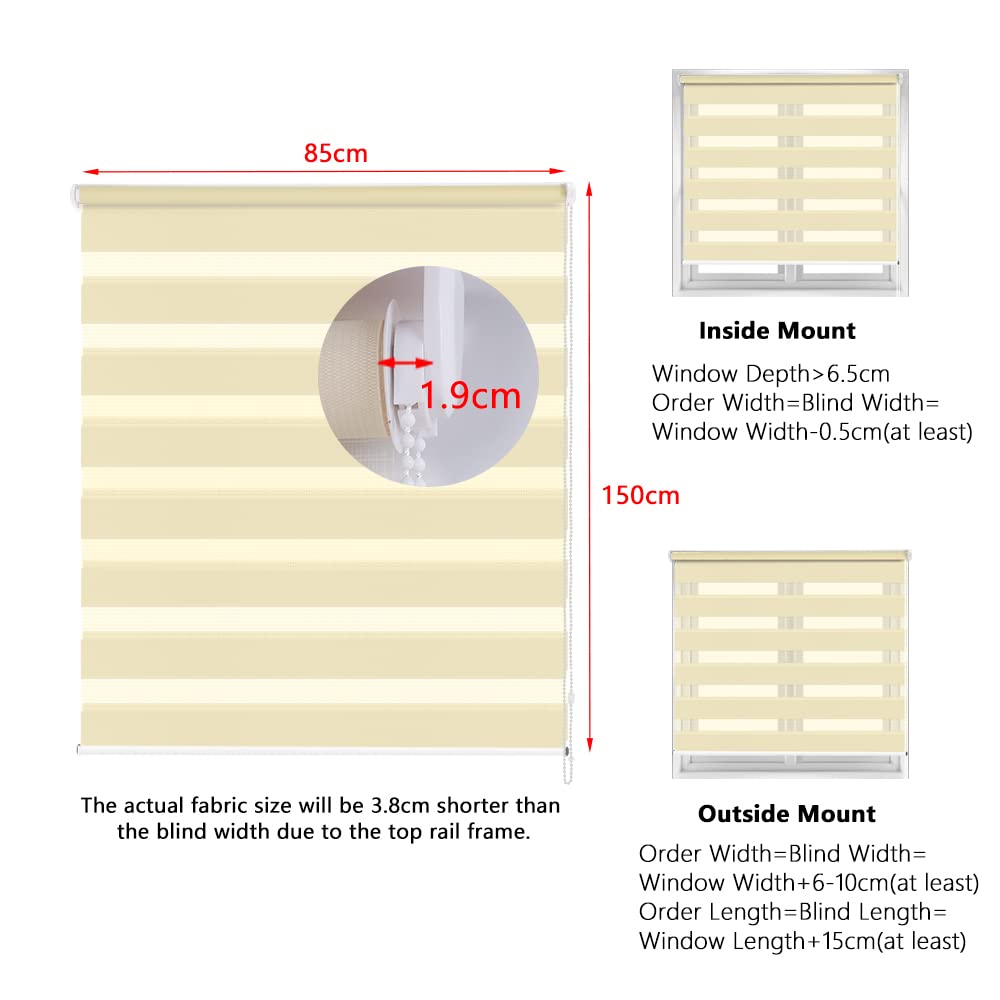 85cm
1.9cm
150cm
The actual fabric size will be 3.8cm shorter than
the blind width due to the top rail frame.
Inside Mount
Window Depth>6.5cm
Order Width=Blind Width=
Window Width-0.5cm(at least)
Outside Mount
Order Width=Blind Width=
Window Width+6-10cm(at least)
Order Length=Blind Length=
Window Length+15cm(at least)